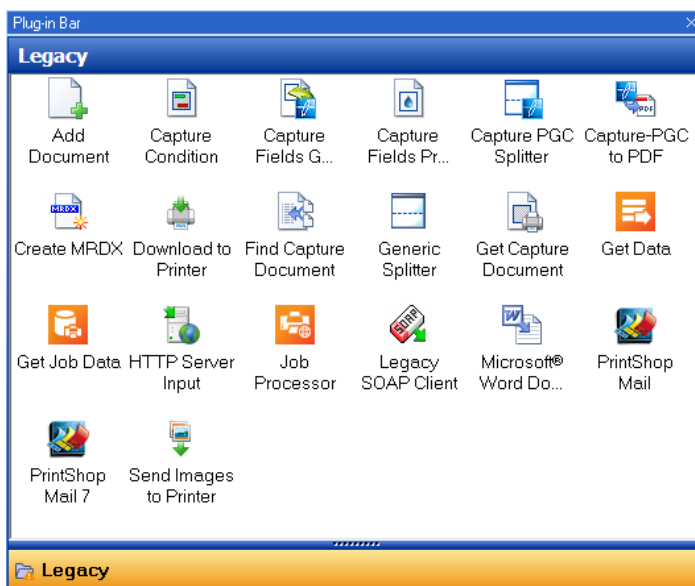 Plug-in Bar
Legacy
Add
Document
Capture
Condition
Capture
Fields G...
Capture
Fields Pr...
Capture PGC
Splitter
Capture-PGC
to PDF
PDF
MRDX
Create MRDX
Download to
Printer
Find Capture
Document
Generic
Splitter
Get Capture
Document
Get Data
Get Job Data
HTTP Server
Input
Job
Processor
SOAP
Legacy
SOAP Client
W
Microsoft®
Word Do...
PrintShop
Mail
PrintShop
Mail 7
Send Images
to Printer
Legacy